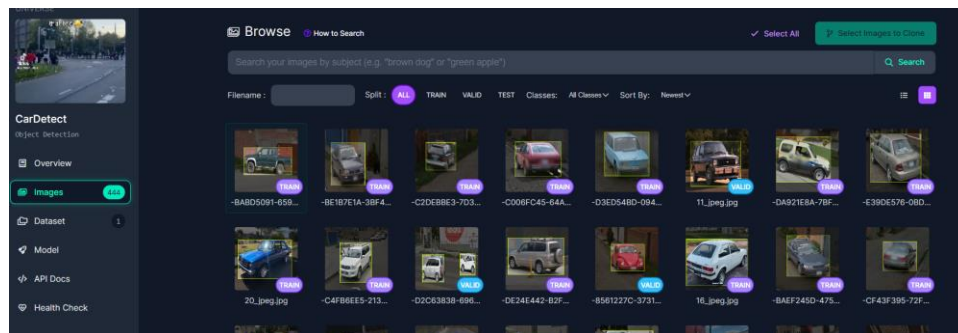 UNIVERSE
CarDetect
Object Detection
Overview
Images 444
Dataset 1
Model
API Docs
Health Check
Browse How to Search
Select All Select Images to Clone
Search your images by subject (e.g. "brown dog" or "green apple") Search
Filename : Split : ALL TRAIN VALID TEST Classes: All Classes Sort By: Newest
TRAIN TRAIN TRAIN TRAIN TRAIN VALID TRAIN TRAIN
-BABD5091-659... -BE1B7E1A-3BF4... -C2DEBBE3-7D3... -C006FC45-64A... -D3ED54BD-094... 11_jpeg.jpg -DA921E8A-7BF... -E39DE576-0BD...
TRAIN TRAIN VALID TRAIN VALID TRAIN TRAIN TRAIN
20_jpeg.jpg -C4FB6EE5-213... -D2C63838-696... -DE24E442-B2F... -8561227C-3731... 16_jpeg.jpg -BAEF245D-475... -CF43F395-72F...